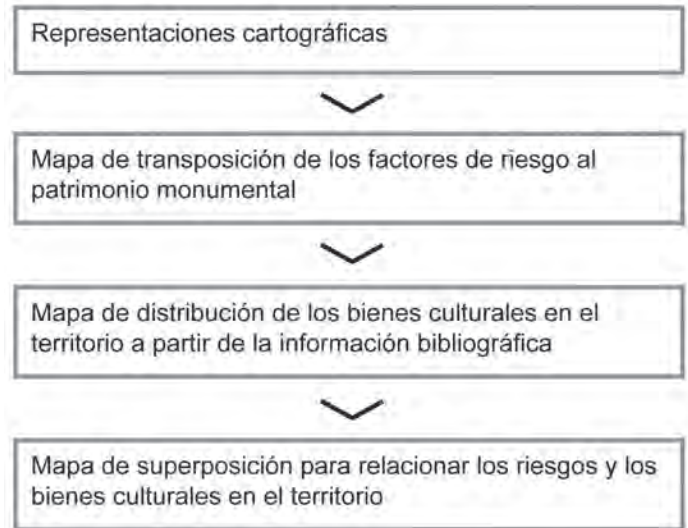 Representaciones cartográficas
Mapa de transposición de los factores de riesgo al
patrimonio monumental
Mapa de distribución de los bienes culturales en el
territorio a partir de la información bibliográfica
Mapa de superposición para relacionar los riesgos y los
bienes culturales en el territorio